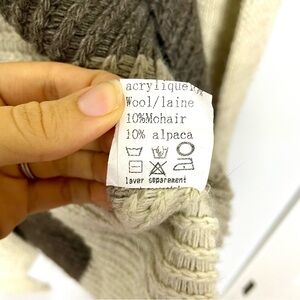 acrylique
Wool/laine
10%Mohair
10% alpaca
laver séparément